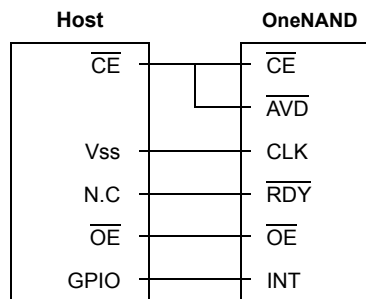 Host OneNAND
CE CE
AVD
Vss CLK
N.C RDY
OE OE
GPIO INT